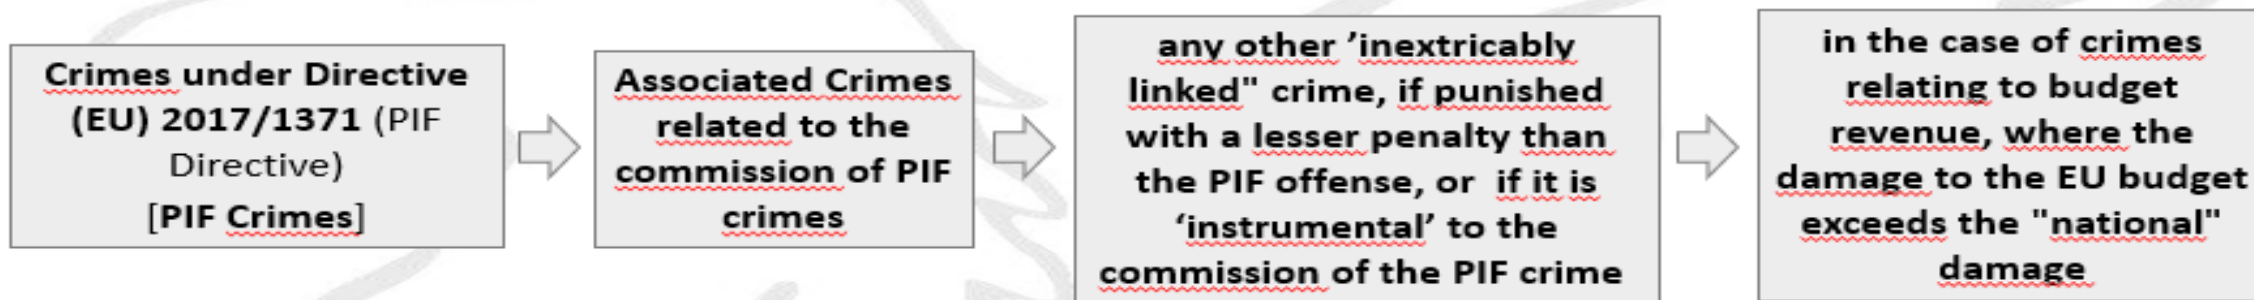 Crimes under Directive
(EU) 2017/1371 (PIF
Directive)
[PIF Crimes]
Associated Crimes
related to the
commission of PIF
crimes
any other ’inextricably
linked" crime, if punished
with a lesser penalty than
the PIF offense, or if it is
‘instrumental’ to the
commission of the PIF crime
in the case of crimes
relating to budget
revenue, where the
damage to the EU budget
exceeds the "national"
damage